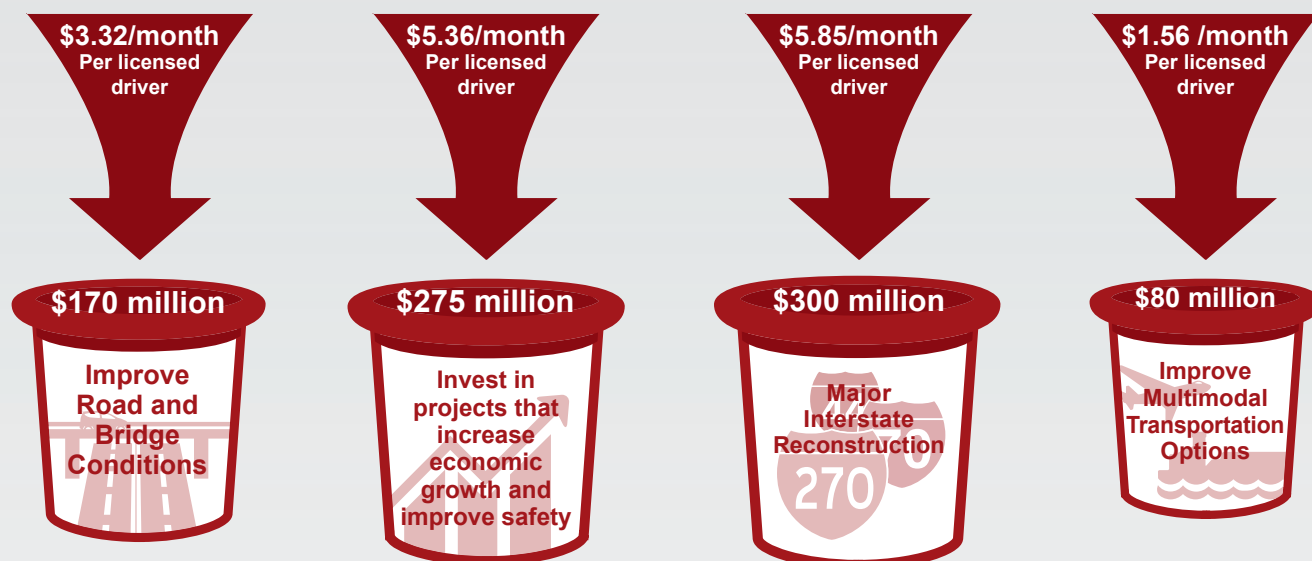 $3.32/month
Per licensed
driver
$170 million
Improve
Road and
Bridge
Conditions
$5.36/month
Per licensed
driver
$275 million
Invest in
projects that
increase
economic
growth and
improve safety
$5.85/month
Per licensed
driver
$300 million
Major
Interstate
Reconstruction
44
70
270
$1.56 /month
Per licensed
driver
$80 million
Improve
Multimodal
Transportation
Options